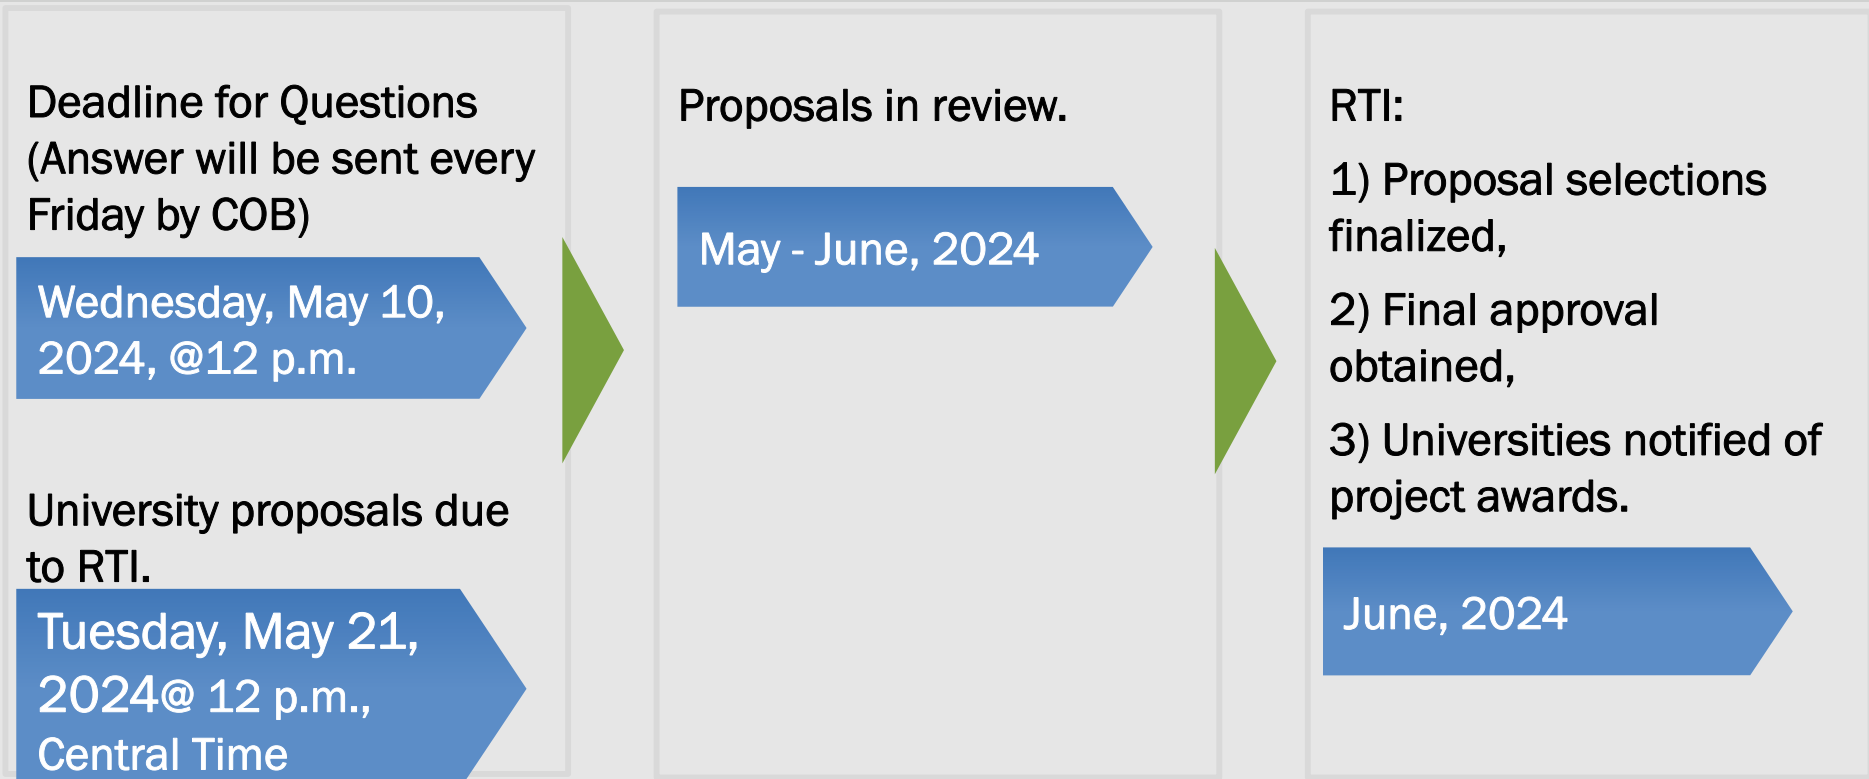 Deadline for Questions
(Answer will be sent every
Friday by COB)
Wednesday, May 10,
2024, @12 p.m.
University proposals due
to RTI.
Tuesday, May 21,
2024@ 12 p.m.,
Central Time
Proposals in review.
May - June, 2024
RTI:
1) Proposal selections
finalized,
2) Final approval
obtained,
3) Universities notified of
project awards.
June, 2024